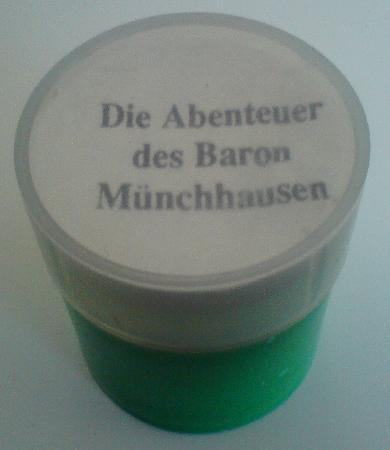 Die Abenteuer
des Baron
Münchhausen